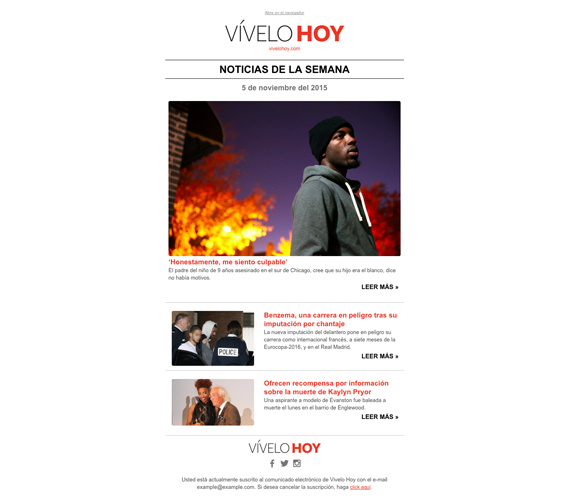 Abra en el navegador
VÍVELO HOY
vivelohoy.com
NOTICIAS DE LA SEMANA
5 de noviembre del 2015
'Honestamente, me siento culpable'
El padre del niño de 9 años asesinado en el sur de Chicago, cree que su hijo era el blanco, dice
no había motivos.
LEER MÁS »
Benzema, una carrera en peligro tras su
imputación por chantaje
La nueva imputación del delantero pone en peligro su
carrera como internacional francés, a siete meses de la
Eurocopa-2016, y en el Real Madrid.
LEER MÁS »
POLICE
Ofrecen recompensa por información
sobre la muerte de Kaylyn Pryor
Una aspirante a modelo de Evanston fue baleada a
muerte el lunes en el barrio de Englewood.
LEER MÁS »
VÍVELO HOY
Usted está actualmente suscrito al comunicado electrónico de Vívelo Hoy con el e-mail
example@example.com. Si desea cancelar la suscripción, haga click aquí.